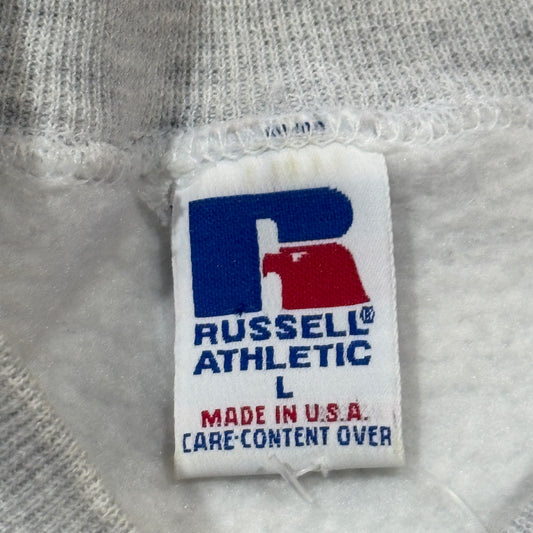 RUSSELL®
ATHLETIC
L
MADE IN U.S.A.
CARE-CONTENT OVER